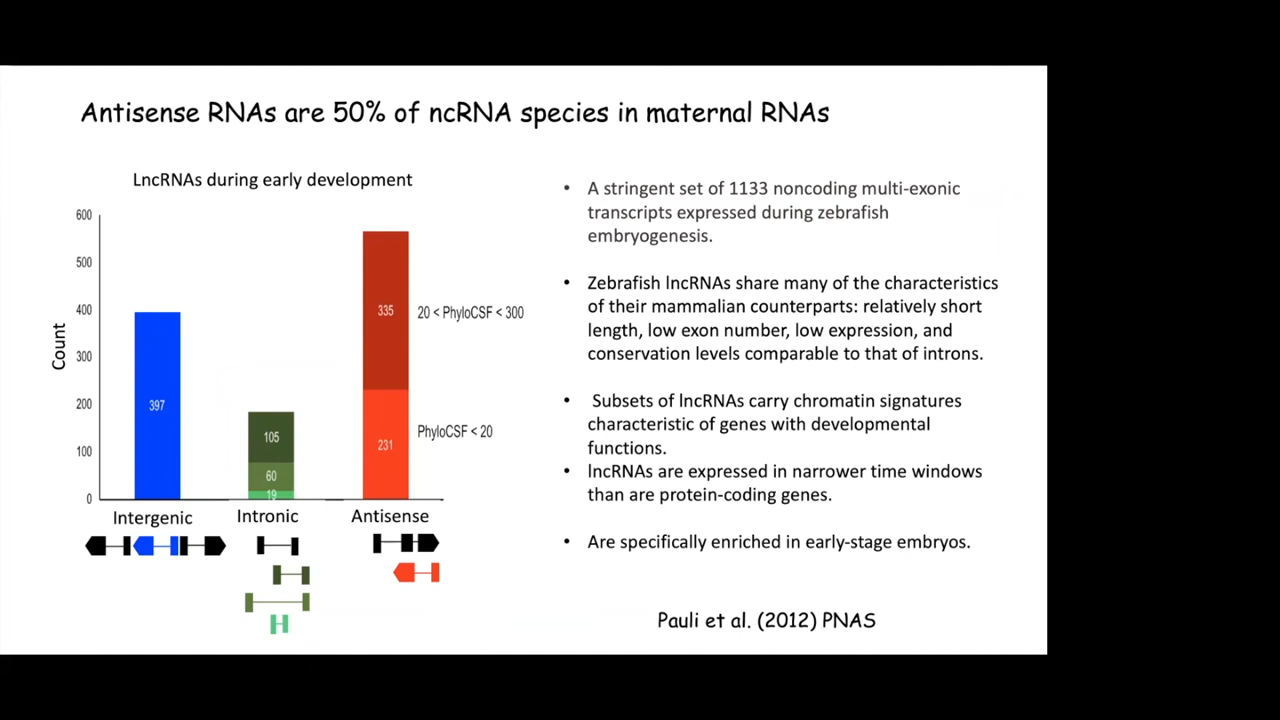 Antisense RNAs are 50% of ncRNA species in maternal RNAs
LncRNAs during early development
600
500
400
300
200
100
0
Count
397
105
60
19
335
231
20 < PhyloCSF < 300
PhyloCSF < 20
Intergenic
Intronic
Antisense
• A stringent set of 1133 noncoding multi-exonic
transcripts expressed during zebrafish
embryogenesis.
• Zebrafish lncRNAs share many of the characteristics
of their mammalian counterparts: relatively short
length, low exon number, low expression, and
conservation levels comparable to that of introns.
• Subsets of lncRNAs carry chromatin signatures
characteristic of genes with developmental
functions.
• lncRNAs are expressed in narrower time windows
than are protein-coding genes.
• Are specifically enriched in early-stage embryos.
Pauli et al. (2012) PNAS